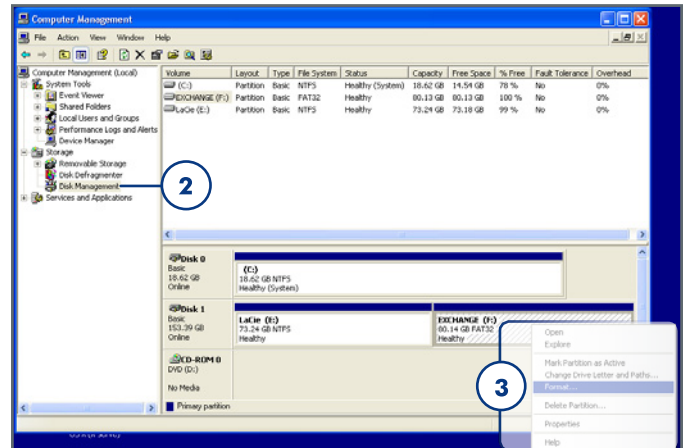 Computer Management
File Action View Window Help
Computer Management (Local)
System Tools
Event Viewer
Shared Folders
Local Users and Groups
Performance Logs and Alerts
Device Manager
Storage
Removable Storage
Disk Defragmenter
Disk Management
Services and Applications
2
Volume Layout Type File System Status Capacity Free Space % Free Fault Tolerance Overhead
(C:) Partition Basic NTFS Healthy (System) 18.62 GB 14.54 GB 78 % No 0%
EXCHANGE (F:) Partition Basic FAT32 Healthy 80.13 GB 80.13 GB 100 % No 0%
LaCie (E:) Partition Basic NTFS Healthy 73.24 GB 73.18 GB 99 % No 0%
Disk 0
Basic
18.62 GB
Online
(C:)
18.62 GB NTFS
Healthy (System)
Disk 1
Basic
153.39 GB
Online
LaCie (E:)
73.24 GB NTFS
Healthy
EXCHANGE (F:)
80.14 GB FAT32
Healthy
CD-ROM 0
DVD (D:)
No Media
Primary partition
3
Open
Explore
Mark Partition as Active
Change Drive Letter and Paths...
Format...
Delete Partition...
Properties
Help